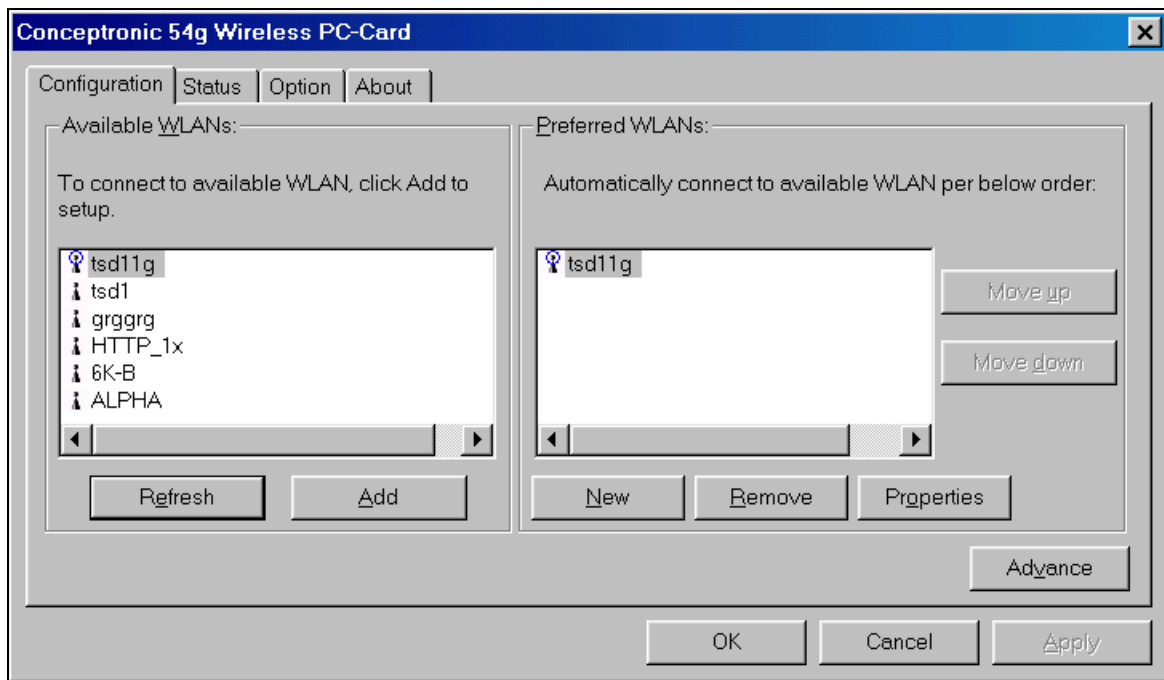 Conceptronic 54g Wireless PC-Card
Configuration Status Option About
Available WLANs:
To connect to available WLAN, click Add to
setup.
tsd11g
tsd1
grggrg
HTTP_1x
6K-B
ALPHA
Refresh Add
Preferred WLANs:
Automatically connect to available WLAN per below order:
tsd11g
Move up
Move down
New Remove Properties
Advance
OK Cancel Apply